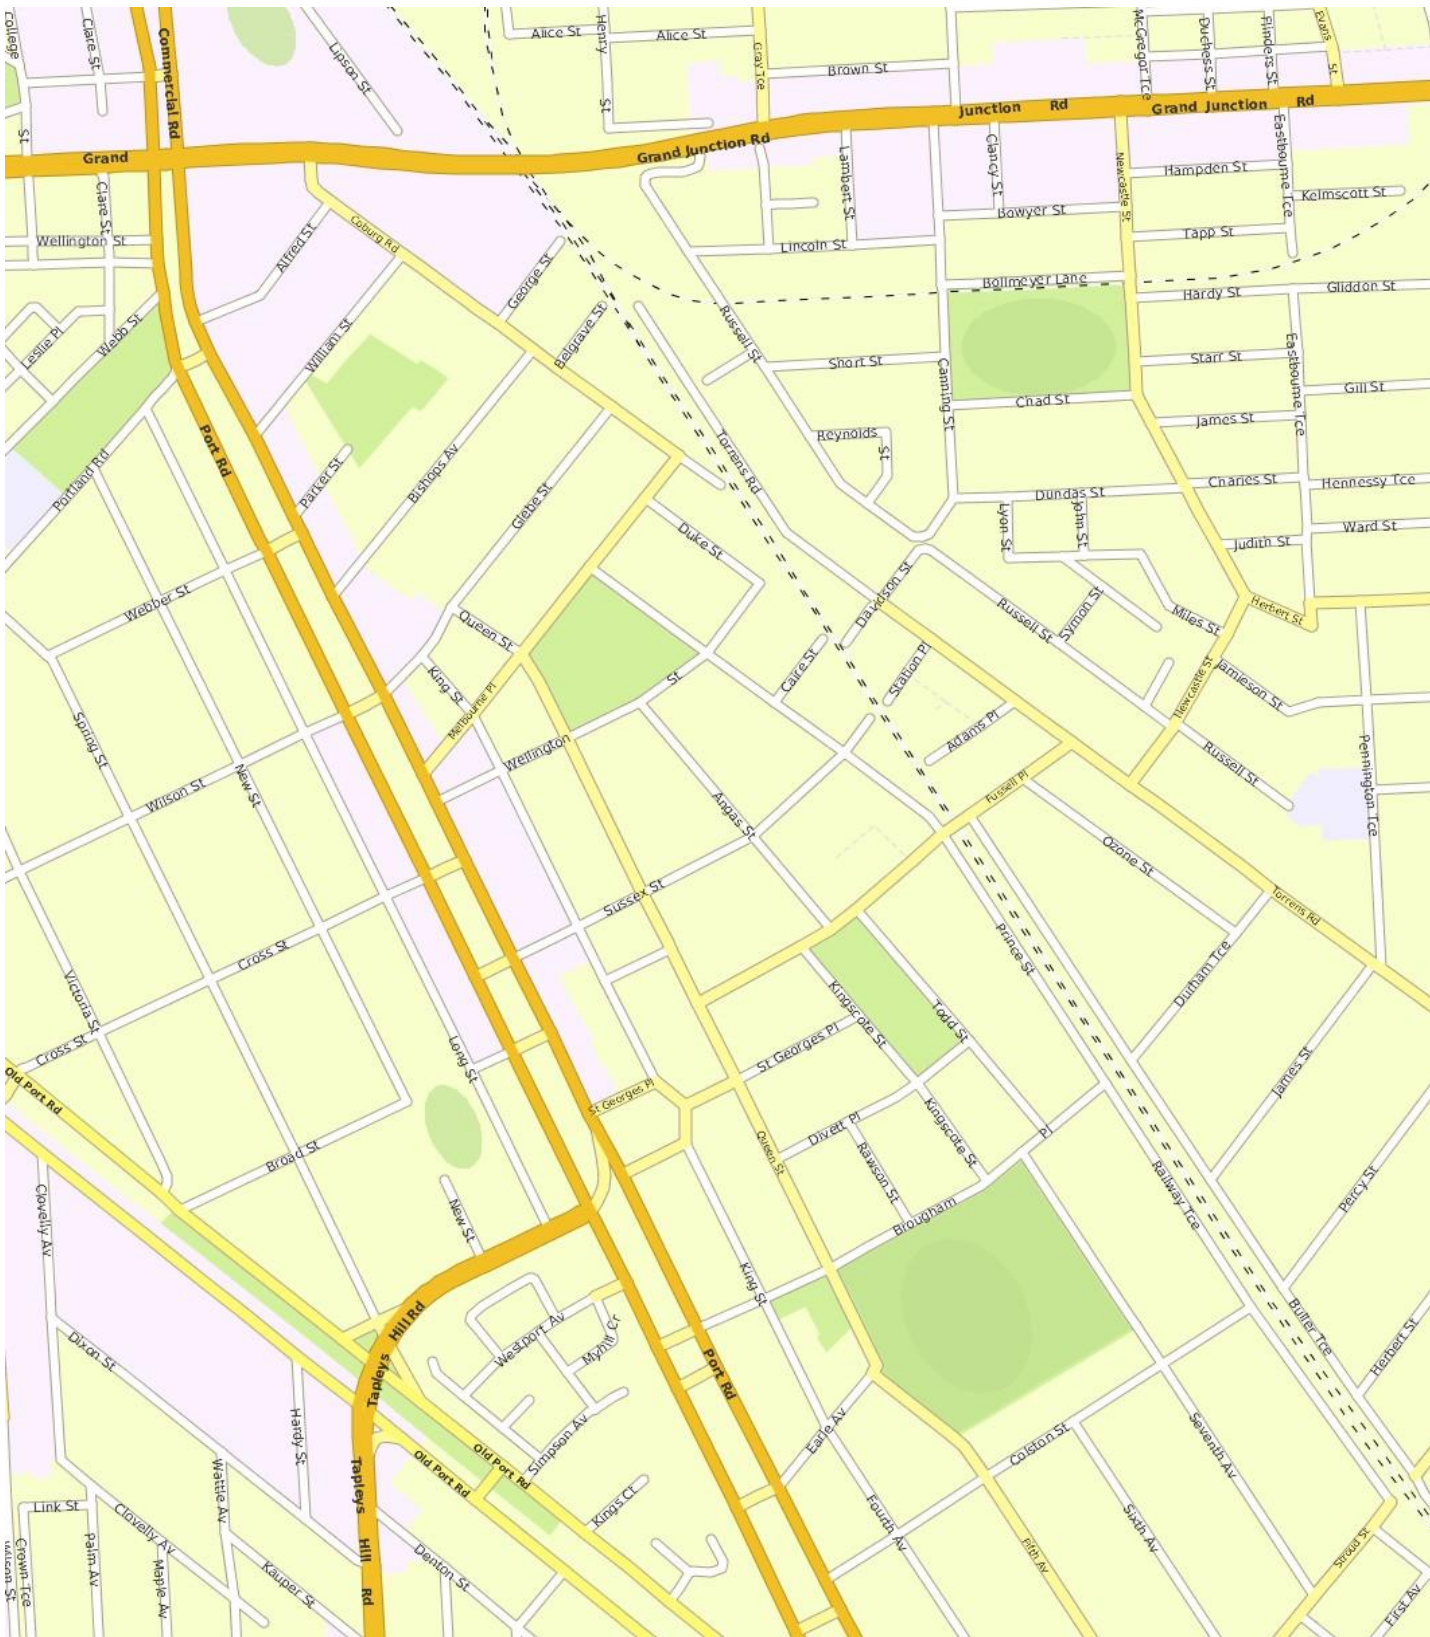 College
St
Clare St
Commercial Rd
Lipson St
Alice St
Henry
St
Alice St
Gray Tce
Brown St
McGregor Tce
Duchess St
Flinders St
Evans
St
Junction Rd
Grand Junction Rd
Grand
Grand Junction Rd
Clare St
Wellington St
Alfred St
Coburg Rd
George St
Lambert St
Clancy St
Newcastle St
Hampden St
Eastbourne Tce
Kelmscott St
Bowyer St
Tapp St
Lincoln St
Bollmeyer Lane
Hardy St
Gliddon St
Leslie Pl
Webb St
William St
Belgrave St
Russell St
Short St
Canning St
Starr St
Eastbourne Tce
Gill St
Chad St
James St
Port Rd
Portland Rd
Parker St
Bishops Av
Glebe St
Torrens Rd
Reynolds
St
Dundas St
Charles St
Hennessy Tce
Lyon St
John St
Ward St
Judith St
Duke St
Webber St
Queen St
King St
Melbourne Pl
St
Davidson St
Caire St
Station Pl
Russell St
Symon St
Miles St
Herbert St
Jamieson St
Newcastle St
Adams Pl
Russell St
Pennington Tce
Spring St
New St
Wilson St
Wellington
Angas St
Fussell Pl
Ozone St
Torrens Rd
Sussex St
Cross St
Victoria St
Cross St
Old Port Rd
Long St
St Georges Pl
Kingscote St
St Georges Pl
Todd St
Prince St
Durham Tce
James St
Divett Pl
Kingscote St
Pl
Rawson St
Queen St
Broad St
New St
Clovelly Av
Brougham
Railway Tce
Percy St
King St
Tapleys Hill Rd
Westport Av
Myhill Cr
Port Rd
Buller Tce
Herbert St
Dixon St
Hardy St
Wattle Av
Tapleys Hill Rd
Old Port Rd
Old Port Rd
Simpson Av
Kings Ct
Earle Av
Colston St
Seventh Av
Link St
Clovelly Av
Palm Av
Maple Av
Crown Tce
Wilson St
Kauper St
Denton St
Fourth Av
Fifth Av
Sixth Av
Stroud St
First Av